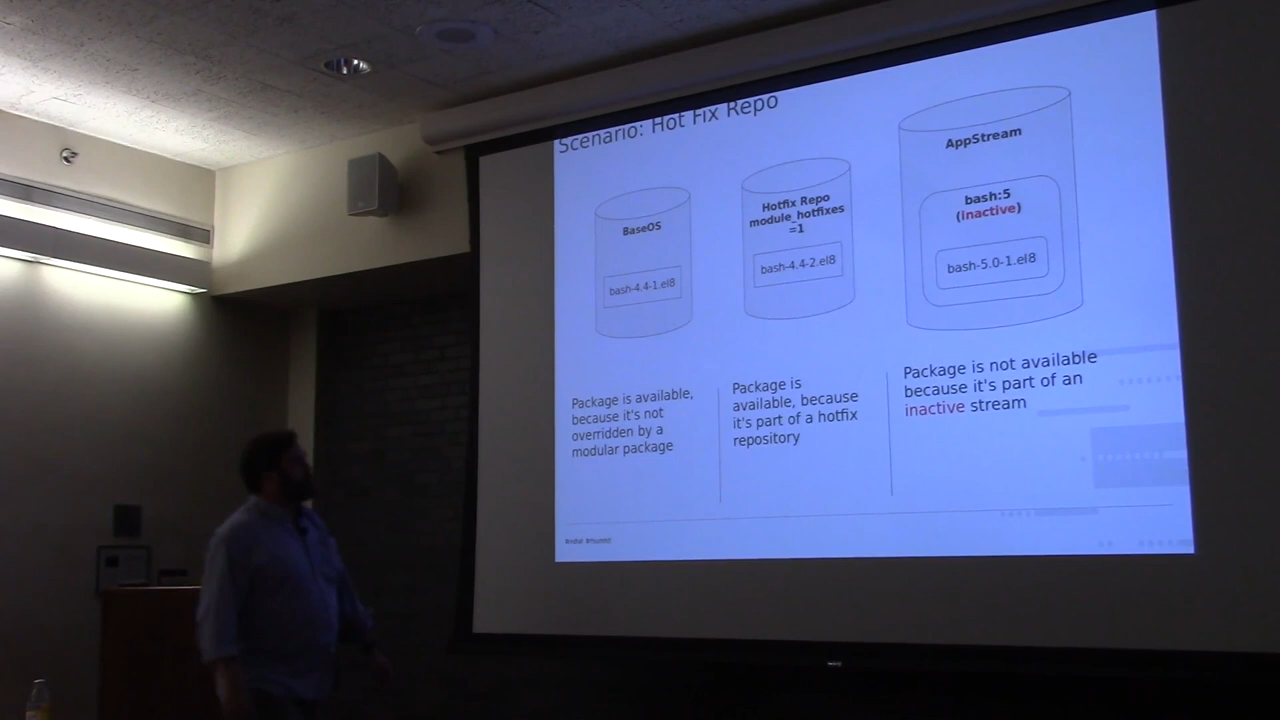 Scenario: Hot Fix Repo
BaseOS
bash-4.4-1.el8
Hotfix Repo
module_hotfixes
=1
bash-4.4-2.el8
AppStream
bash:5
(inactive)
bash-5.0-1.el8
Package is available,
because it's not
overridden by a
modular package
Package is
available, because
it's part of a hotfix
repository
Package is not available
because it's part of an
inactive stream